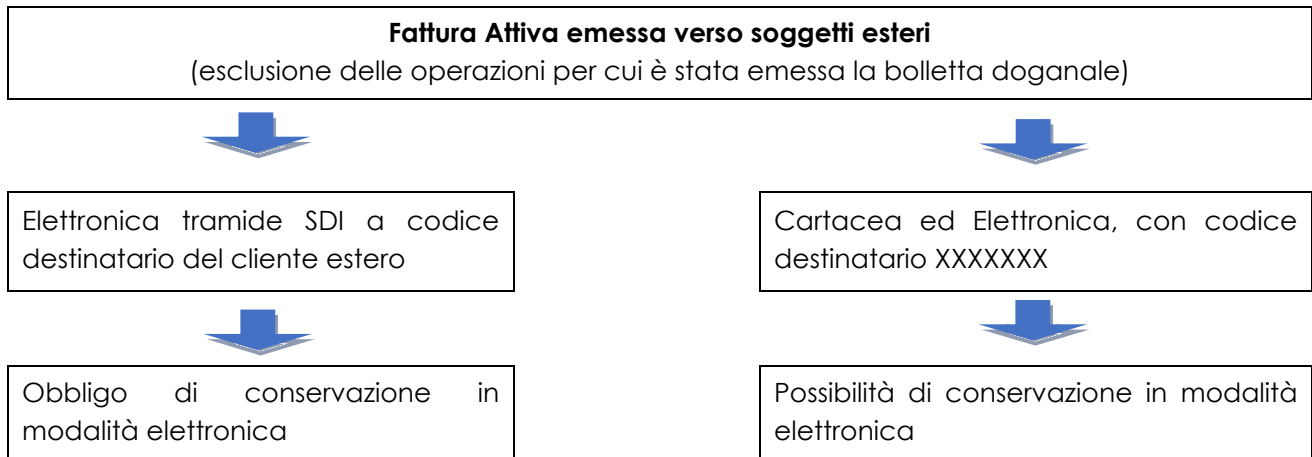 Fattura Attiva emessa verso soggetti esteri
(esclusione delle operazioni per cui è stata emessa la bolletta doganale)
Elettronica tramide SDI a codice
destinatario del cliente estero
Cartacea ed Elettronica, con codice
destinatario XXXXXXX
Obbligo di conservazione in
modalità elettronica
Possibilità di conservazione in modalità
elettronica